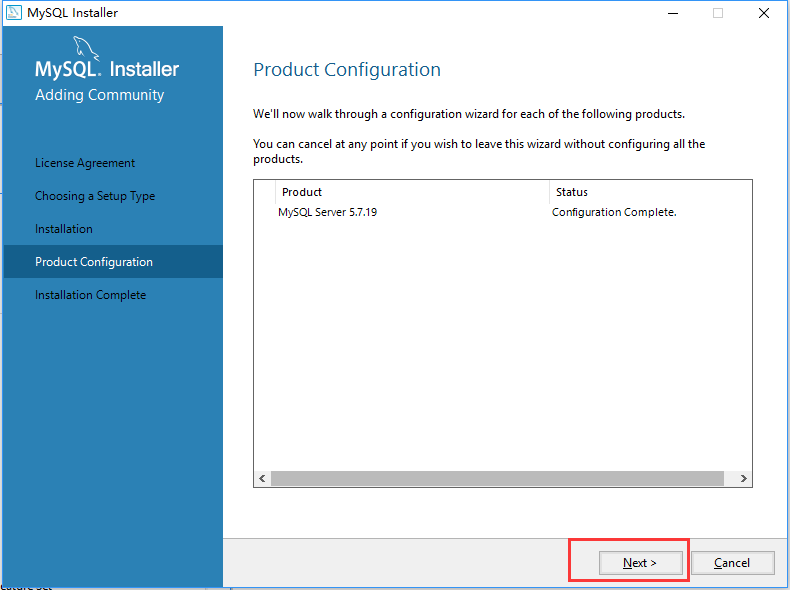 MySQL Installer
MySQL. Installer
Adding Community
License Agreement
Choosing a Setup Type
Installation
Product Configuration
Installation Complete
Product Configuration
We'll now walk through a configuration wizard for each of the following products.
You can cancel at any point if you wish to leave this wizard without configuring all the
products.
Product Status
MySQL Server 5.7.19 Configuration Complete.
Next >
Cancel